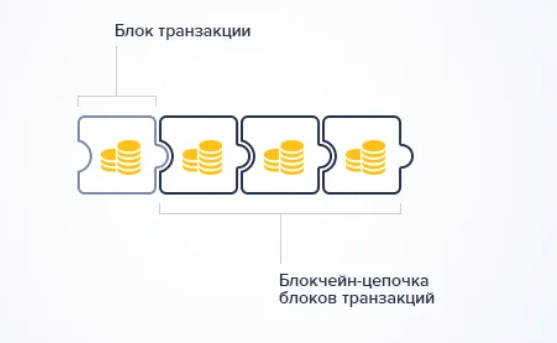 Блок транзакции
Блокчейн-цепочка
блоков транзакций